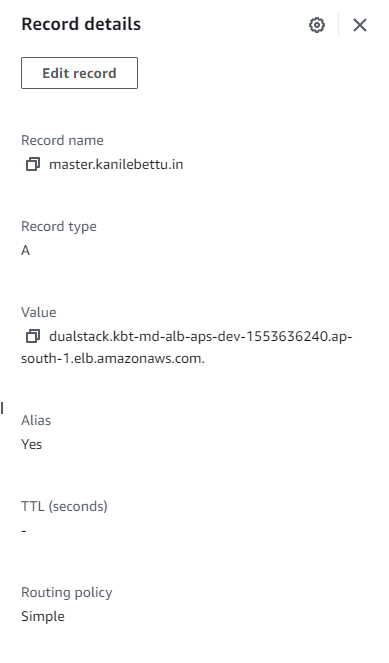 Record details
Edit record
Record name
master.kanilebettu.in
Record type
A
Value
dualstack.kbt-md-alb-aps-dev-1553636240.ap-
south-1.elb.amazonaws.com.
Alias
Yes
TTL (seconds)
-
Routing policy
Simple